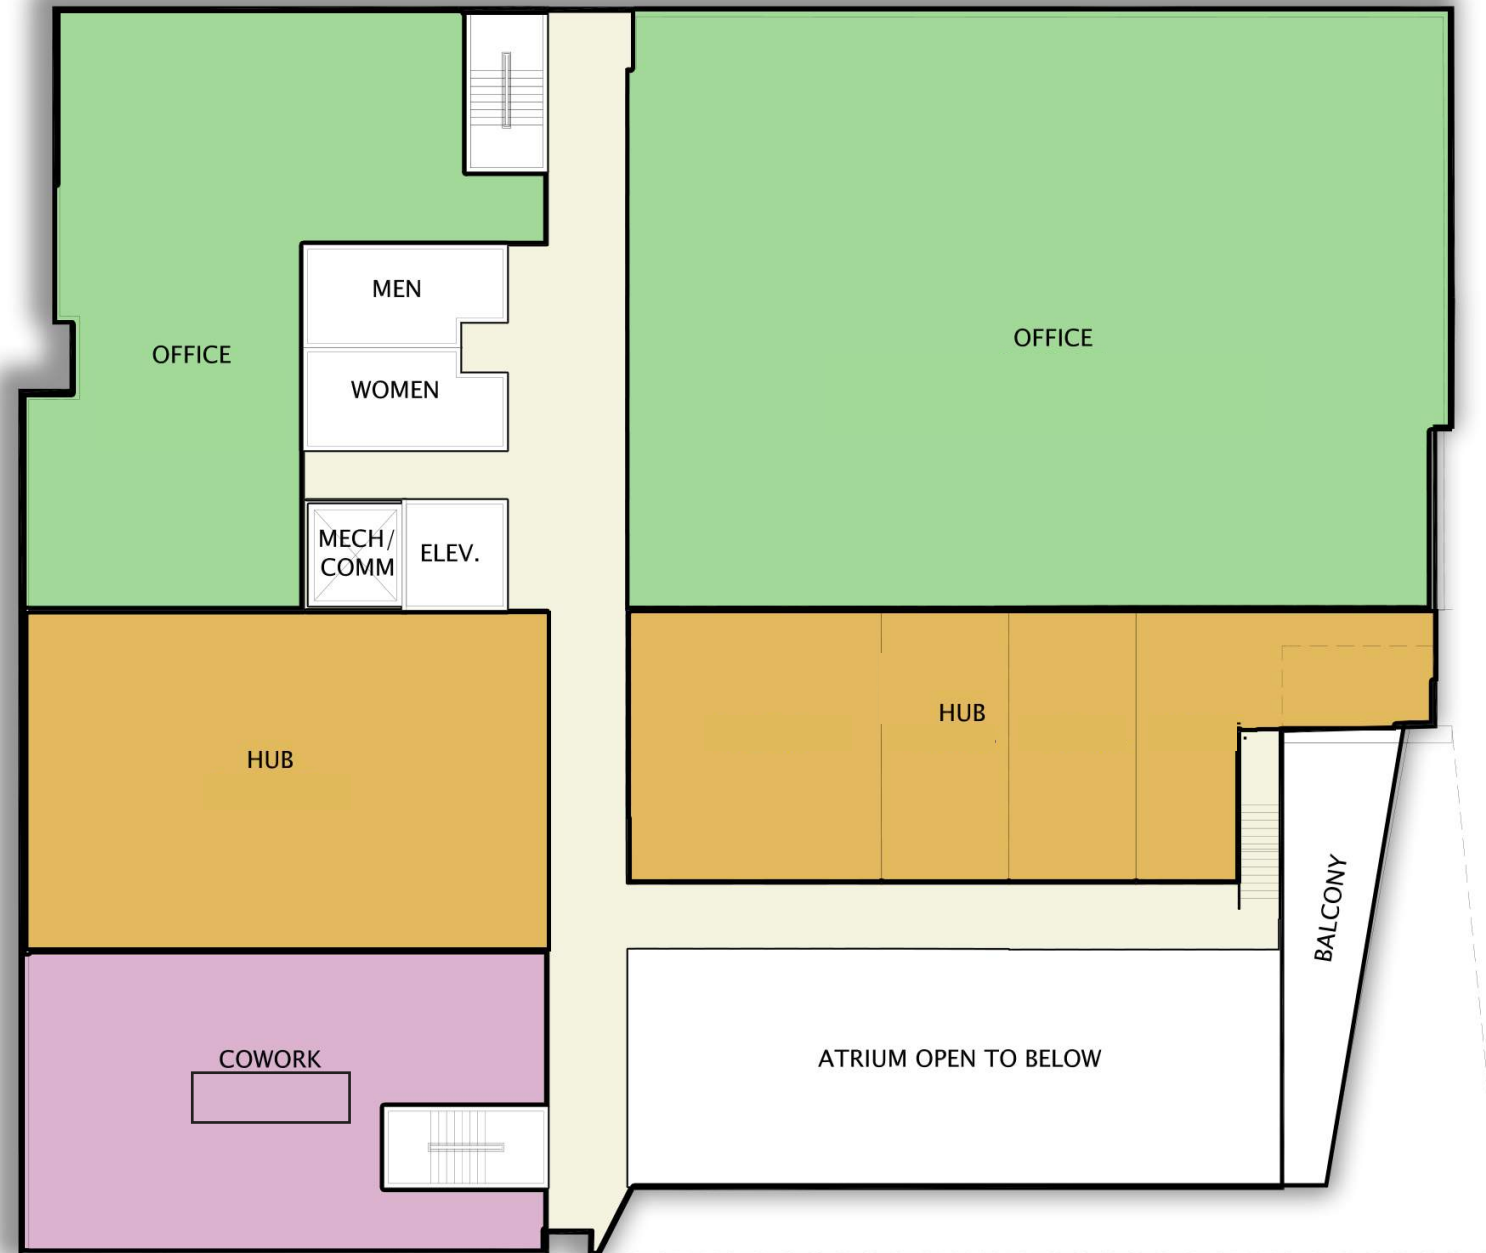 MEN
OFFICE
OFFICE
WOMEN
MECH/
COMM
ELEV.
HUB
HUB
BALCONY
COWORK
ATRIUM OPEN TO BELOW